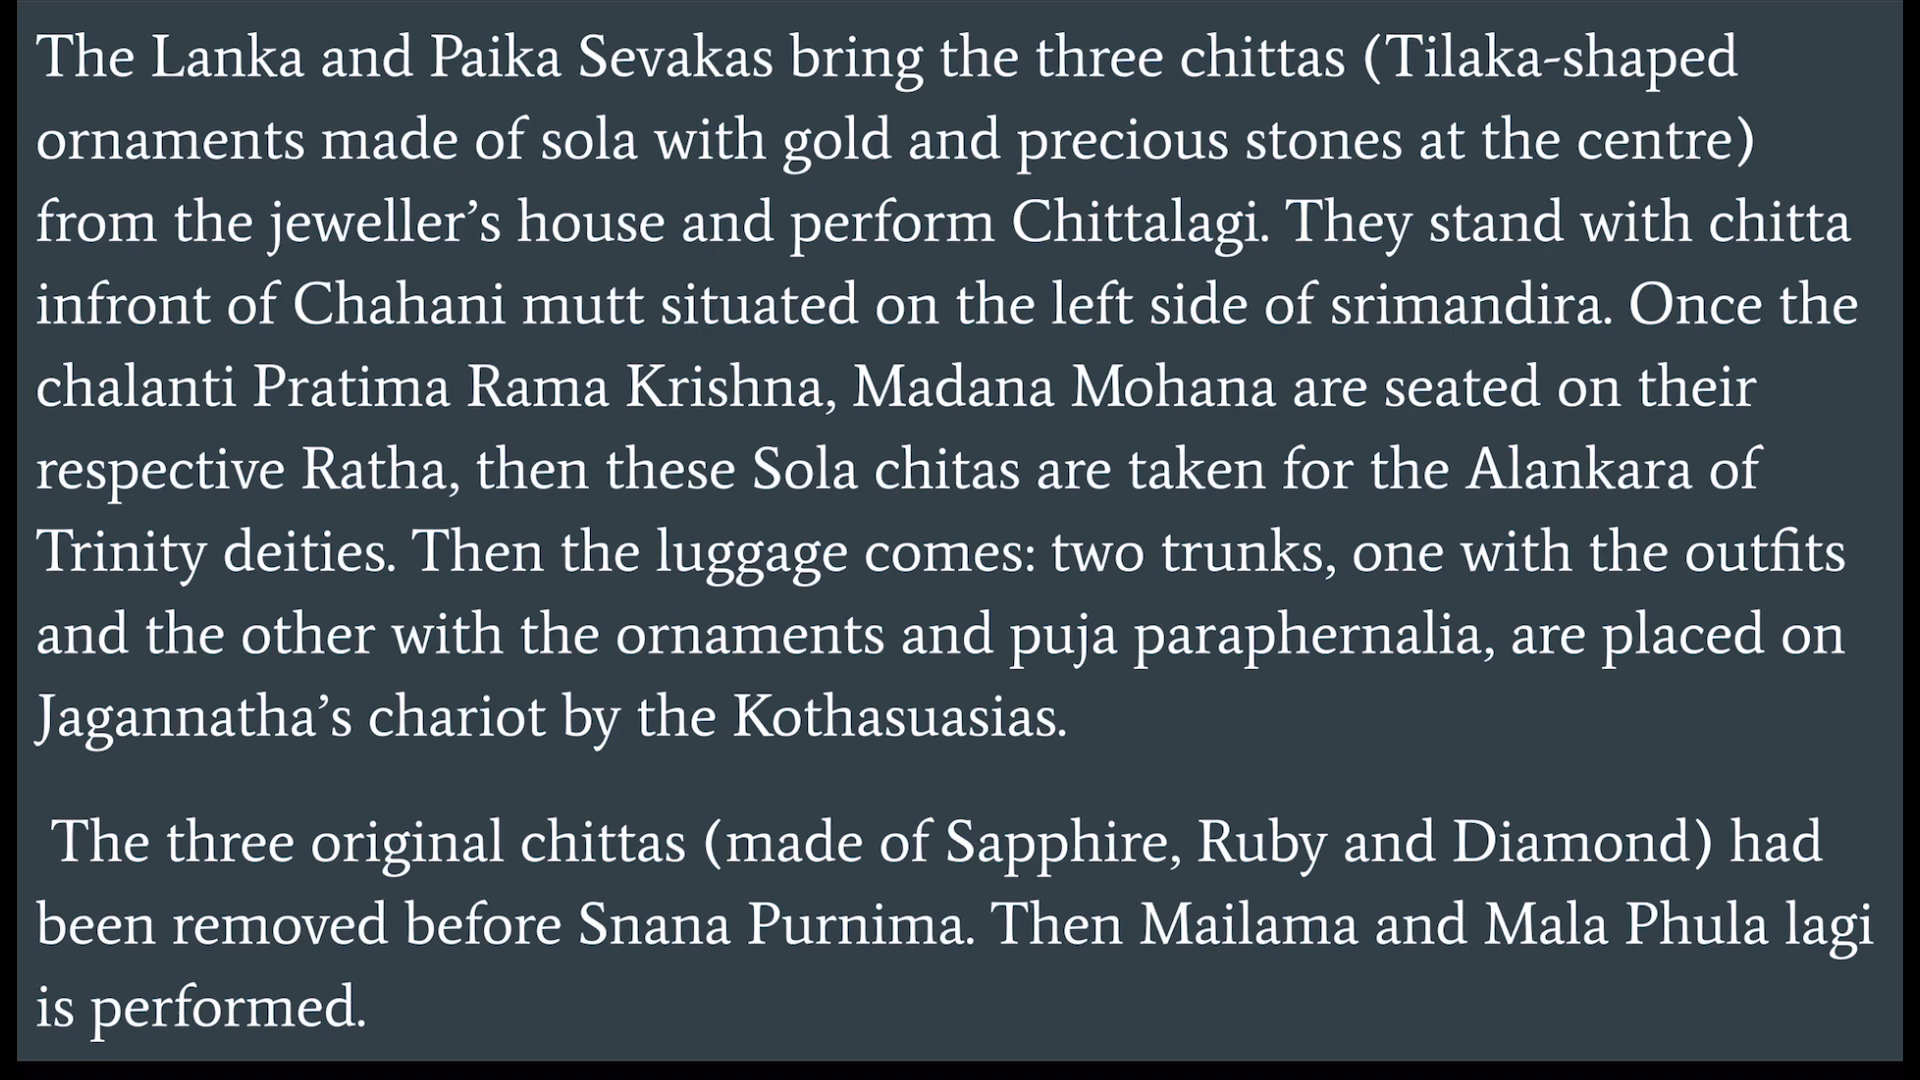 The Lanka and Paika Sevakas bring the three chittas (Tilaka-shaped
ornaments made of sola with gold and precious stones at the centre)
from the jeweller’s house and perform Chittalagi. They stand with chitta
infront of Chahani mutt situated on the left side of srimandira. Once the
chalanti Pratima Rama Krishna, Madana Mohana are seated on their
respective Ratha, then these Sola chitas are taken for the Alankara of
Trinity deities. Then the luggage comes: two trunks, one with the outfits
and the other with the ornaments and puja paraphernalia, are placed on
Jagannatha’s chariot by the Kothasuasias.
The three original chittas (made of Sapphire, Ruby and Diamond) had
been removed before Snana Purnima. Then Mailama and Mala Phula lagi
is performed.